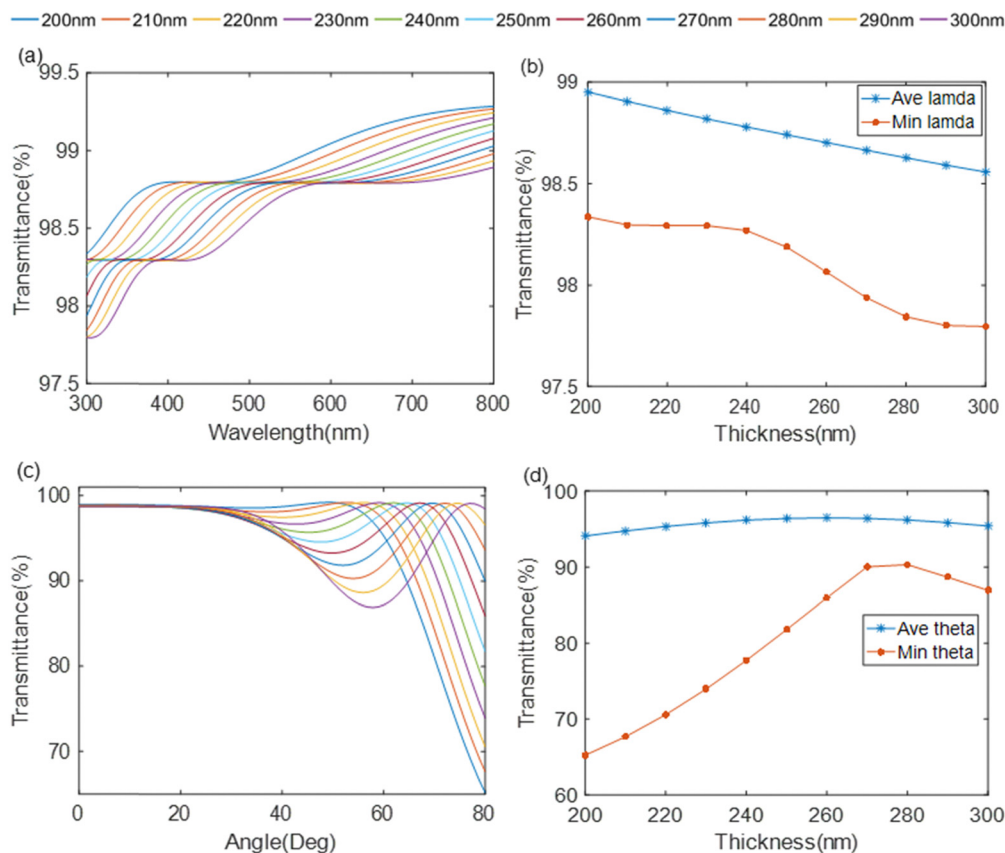 200nm 210nm 220nm 230nm 240nm 250nm 260nm 270nm 280nm 290nm 300nm
(a)
99.5
99
98.5
98
97.5
Transmittance(%)
300 400 500 600 700 800
Wavelength(nm)
(b)
99
98.5
98
97.5
Transmittance(%)
Ave lamda
Min lamda
200 220 240 260 280 300
Thickness(nm)
(c)
100
90
80
70
Transmittance(%)
0 20 40 60 80
Angle(Deg)
(d)
100
90
80
70
60
Transmittance(%)
Ave theta
Min theta
200 220 240 260 280 300
Thickness(nm)